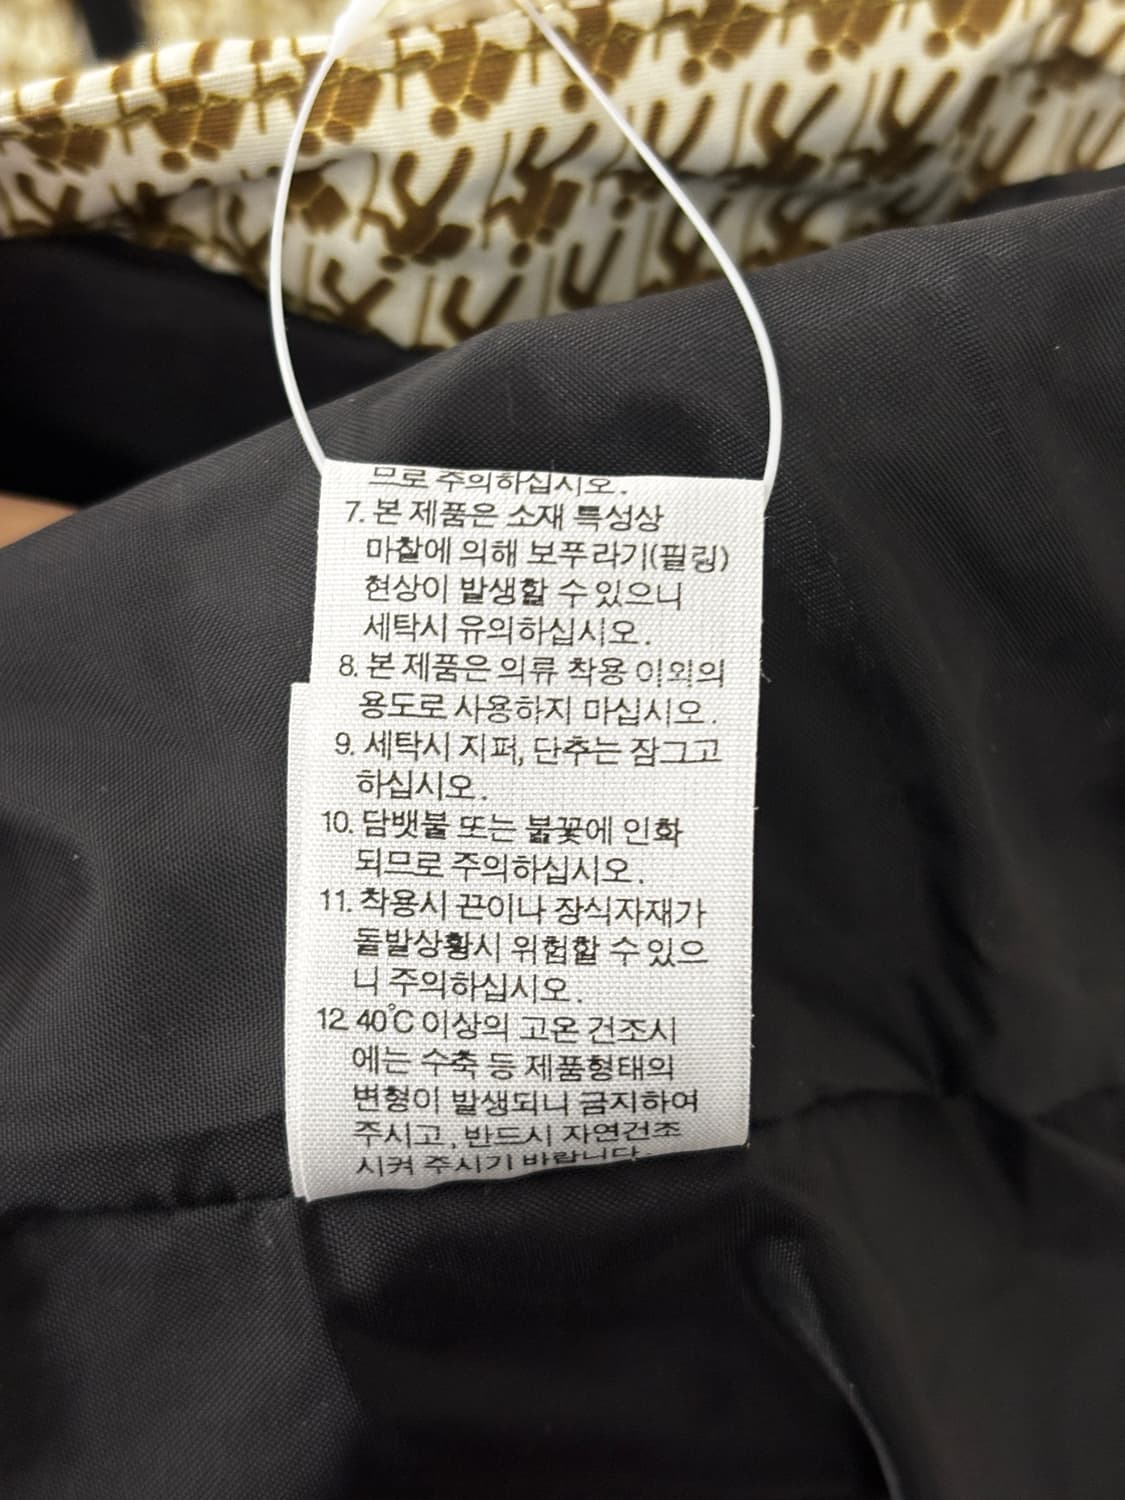 므로 주의하십시오.
7. 본 제품은 소재 특성상
마찰에 의해 보푸라기(필링)
현상이 발생할 수 있으니
세탁시 유의하십시오.
8. 본 제품은 의류 착용 이외의
용도로 사용하지 마십시오.
9. 세탁시 지퍼, 단추는 잠그고
하십시오.
10. 담뱃불 또는 불꽃에 인화
되므로 주의하십시오.
11. 착용시 끈이나 장식자재가
돌발상황시 위험할 수 있으
니 주의하십시오.
12. 40℃ 이상의 고온 건조시
에는 수축 등 제품형태의
변형이 발생되니 금지하여
주시고, 반드시 자연건조
시켜 주시기 바랍니다.